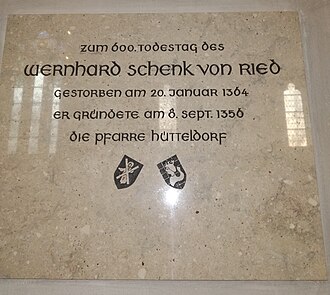 zum 600. Todestag des
Wernhard Schenk von Ried
gestorben am 20. Januar 1364
er gründete am 8. Sept. 1356
die Pfarre Hütteldorf